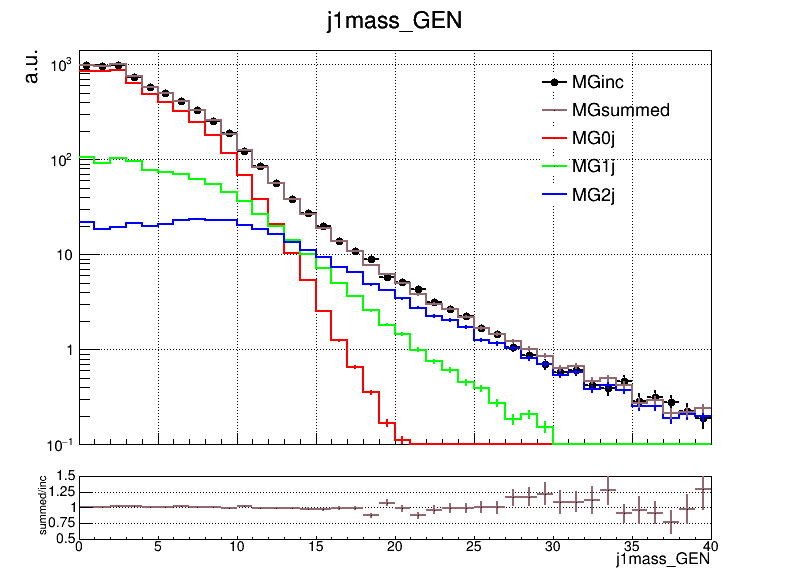 j1mass_GEN
a.u.
10³
10²
10
1
10⁻¹
MGinc
MGsummed
MG0j
MG1j
MG2j
summed/inc
1.5
1.25
1
0.75
0.5
0 5 10 15 20 25 30 35 40
j1mass_GEN